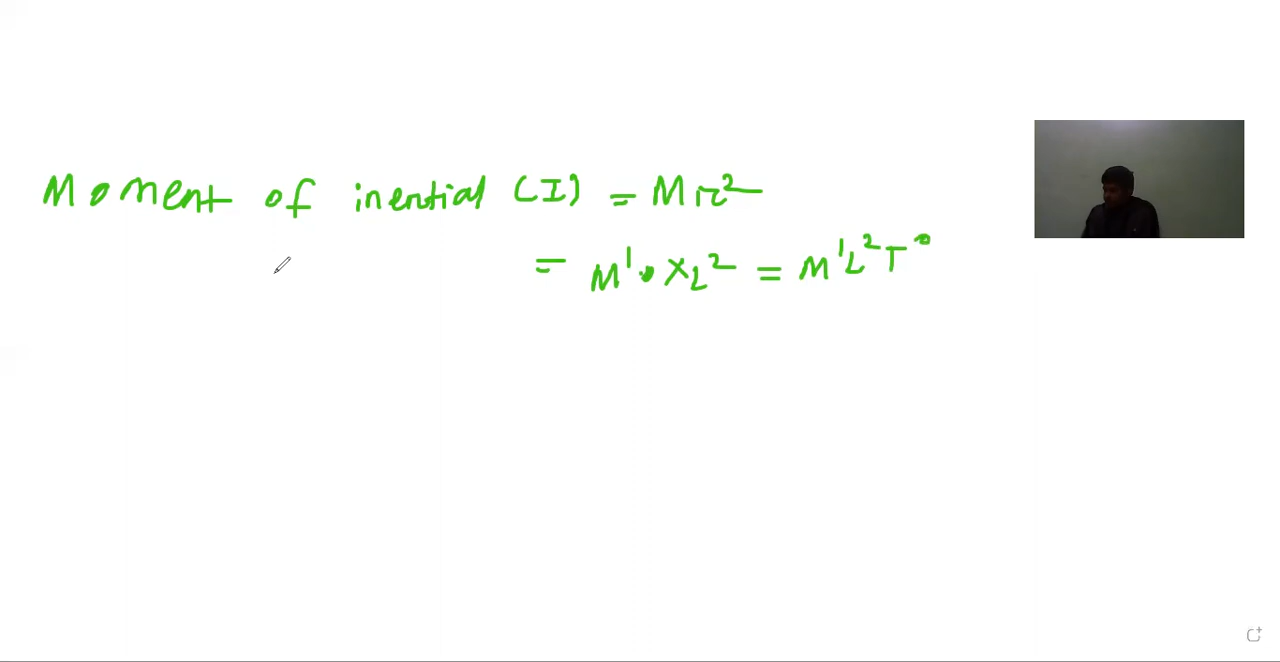 Moment of inertial (I) = Mr²
= M¹ × L² = M¹L²T⁰